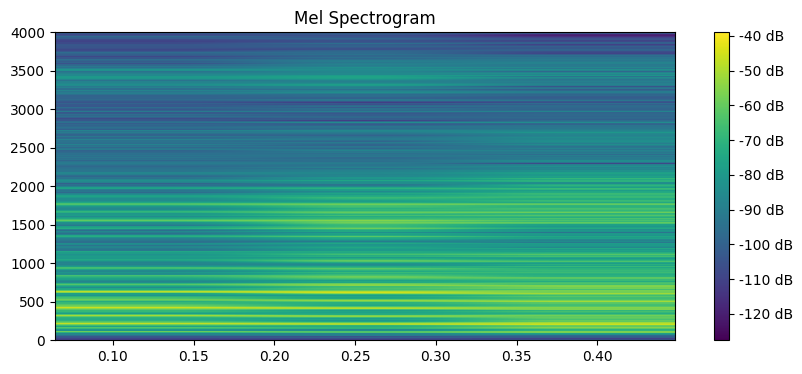 Mel Spectrogram
4000
3500
3000
2500
2000
1500
1000
500
0
0.10 0.15 0.20 0.25 0.30 0.35 0.40
-40 dB
-50 dB
-60 dB
-70 dB
-80 dB
-90 dB
-100 dB
-110 dB
-120 dB